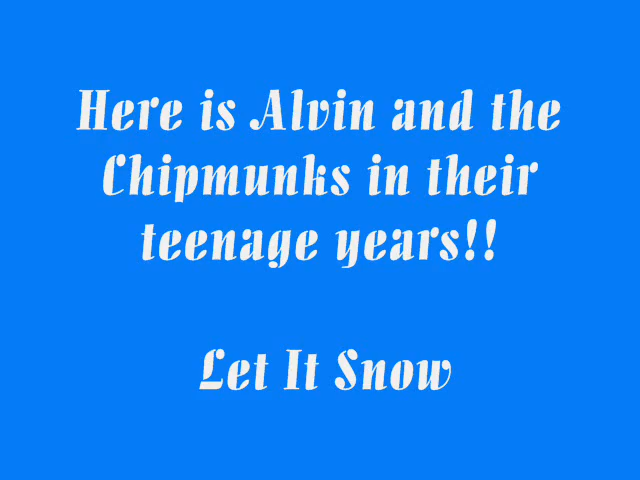 Here is Alvin and the
Chipmunks in their
teenage years!!
Let It Snow